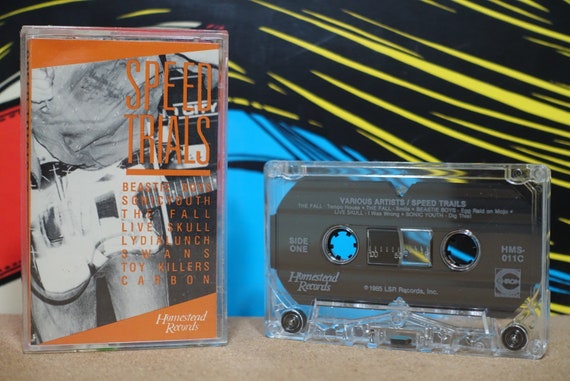 SPEED
TRIALS
BEASTIE BOYS
SONIC YOUTH
THE FALL
LIVE SKULL
LYDIA LUNCH
SWANS
TOY KILLERS
CARBON
Homestead
Records
VARIOUS ARTISTS / SPEED TRAILS
THE FALL - Tempo House • THE FALL - Smile • BEASTIE BOYS - Egg Raid on Mojo •
LIVE SKULL - I Was Wrong • SONIC YOUTH - Dig This!
SIDE
ONE
HMS-
011C
Homestead
Records
℗ 1985 LSR Records, Inc.